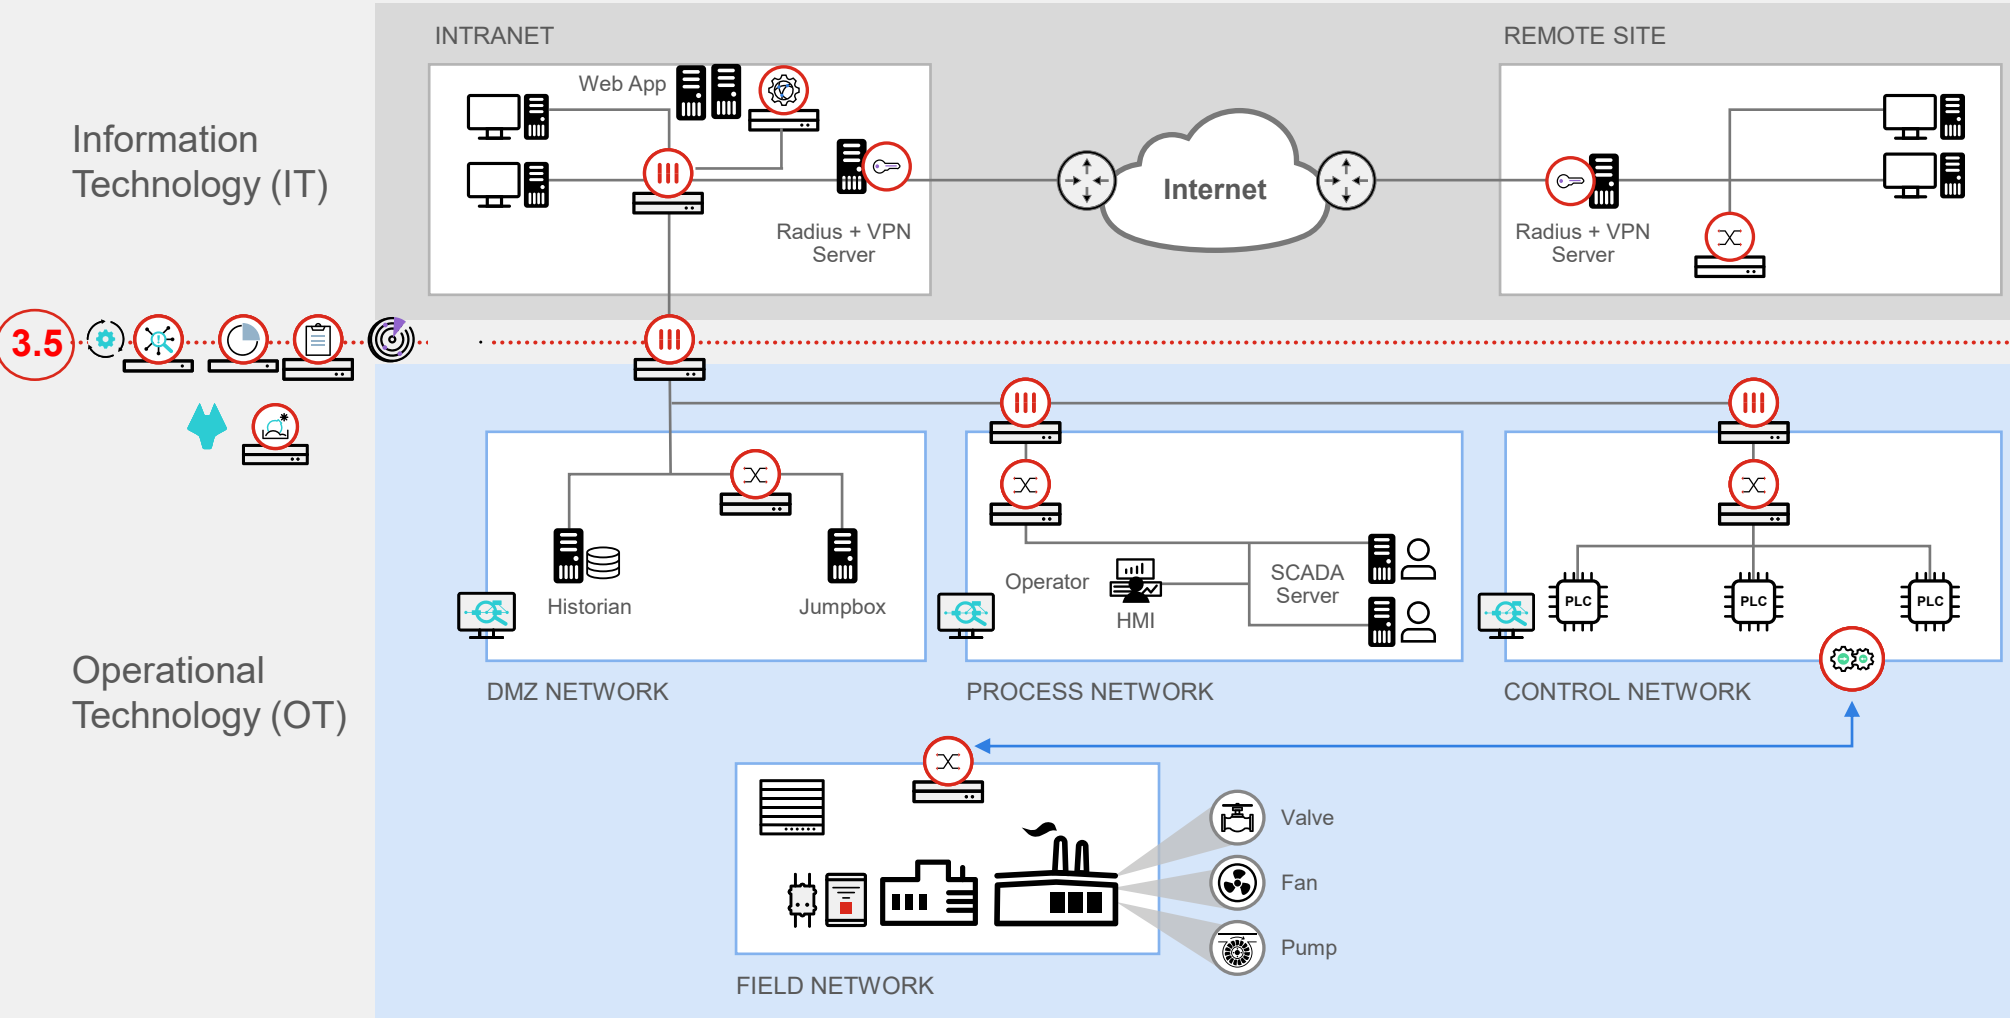 INTRANET
REMOTE SITE
Web App
Information
Technology (IT)
Internet
Radius + VPN
Server
Radius + VPN
Server
3.5
Operator
SCADA
Server
HMI
Historian
Jumpbox
PLC
PLC
PLC
Operational
Technology (OT)
DMZ NETWORK
PROCESS NETWORK
CONTROL NETWORK
Valve
Fan
Pump
FIELD NETWORK